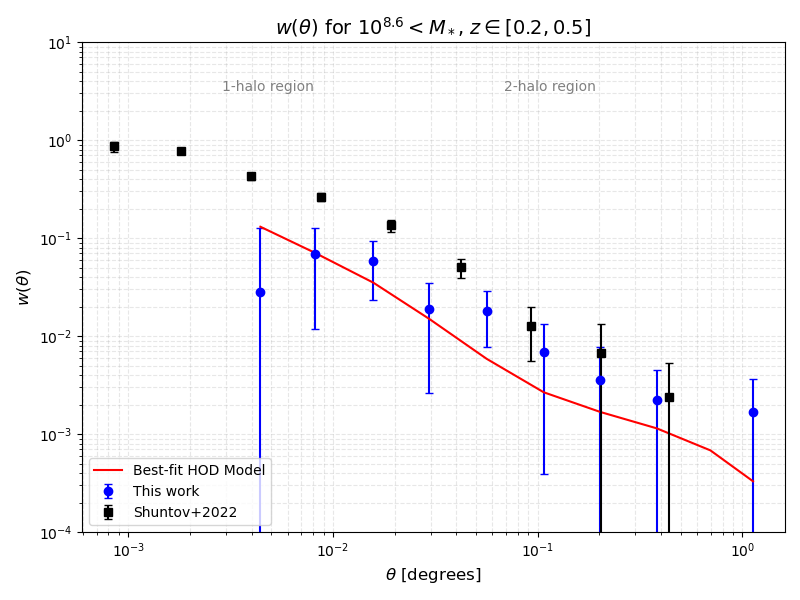 w(θ) for 10^8.6 < M_*, z ∈ [0.2, 0.5]
1-halo region
2-halo region
10^1
10^0
10^−1
10^−2
10^−3
10^−4
w(θ)
Best-fit HOD Model
This work
Shuntov+2022
10^−3
10^−2
10^−1
10^0
θ [degrees]